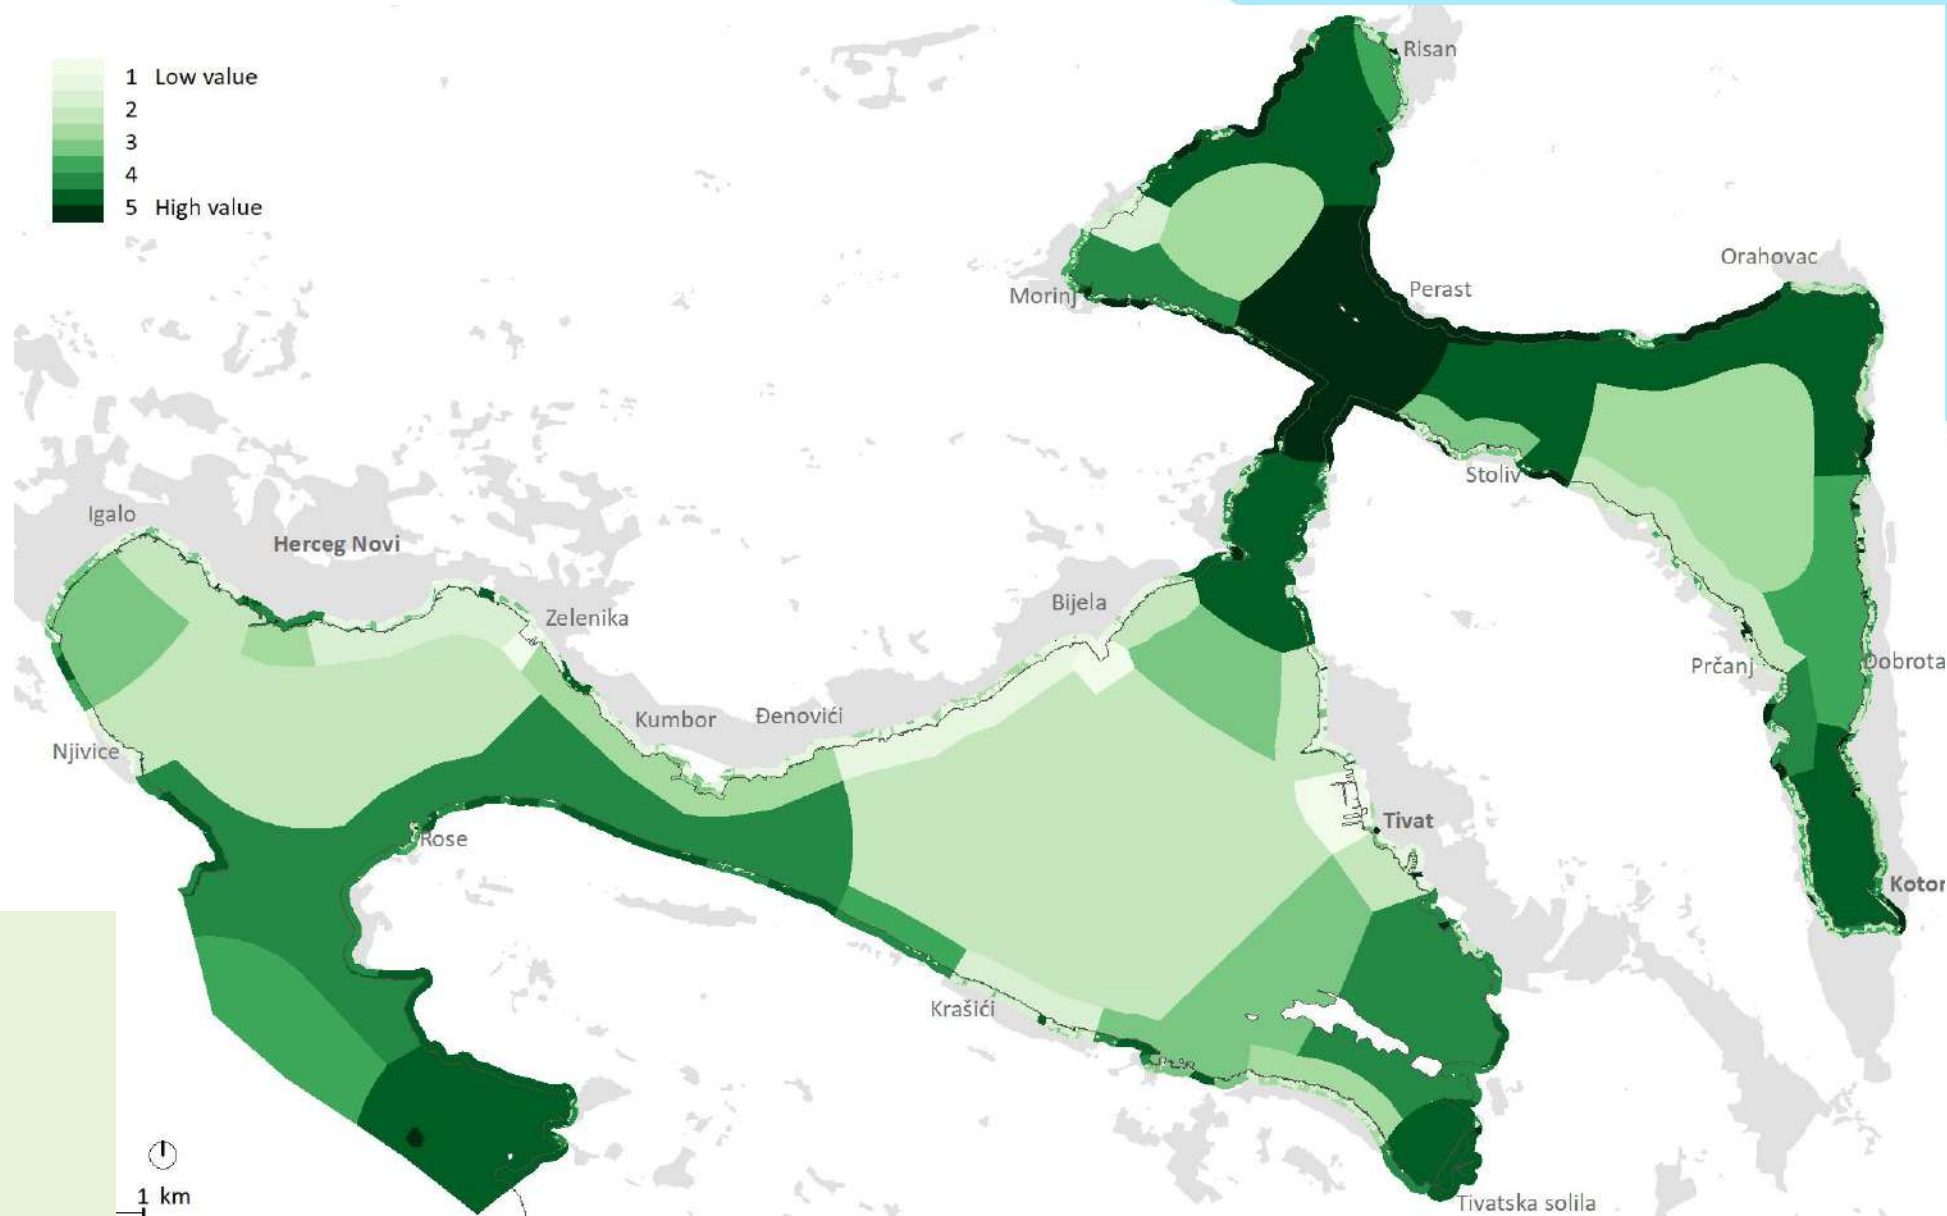 1 Low value
2
3
4
5 High value
Risan
Orahovac
Perast
Morinj
Stoliv
Igalo
Herceg Novi
Bijela
Zelenika
Prčanj
Dobrota
Kumbor
Đenovići
Njivice
Tivat
Rose
Kotor
Krašići
1 km
Tivatska solila